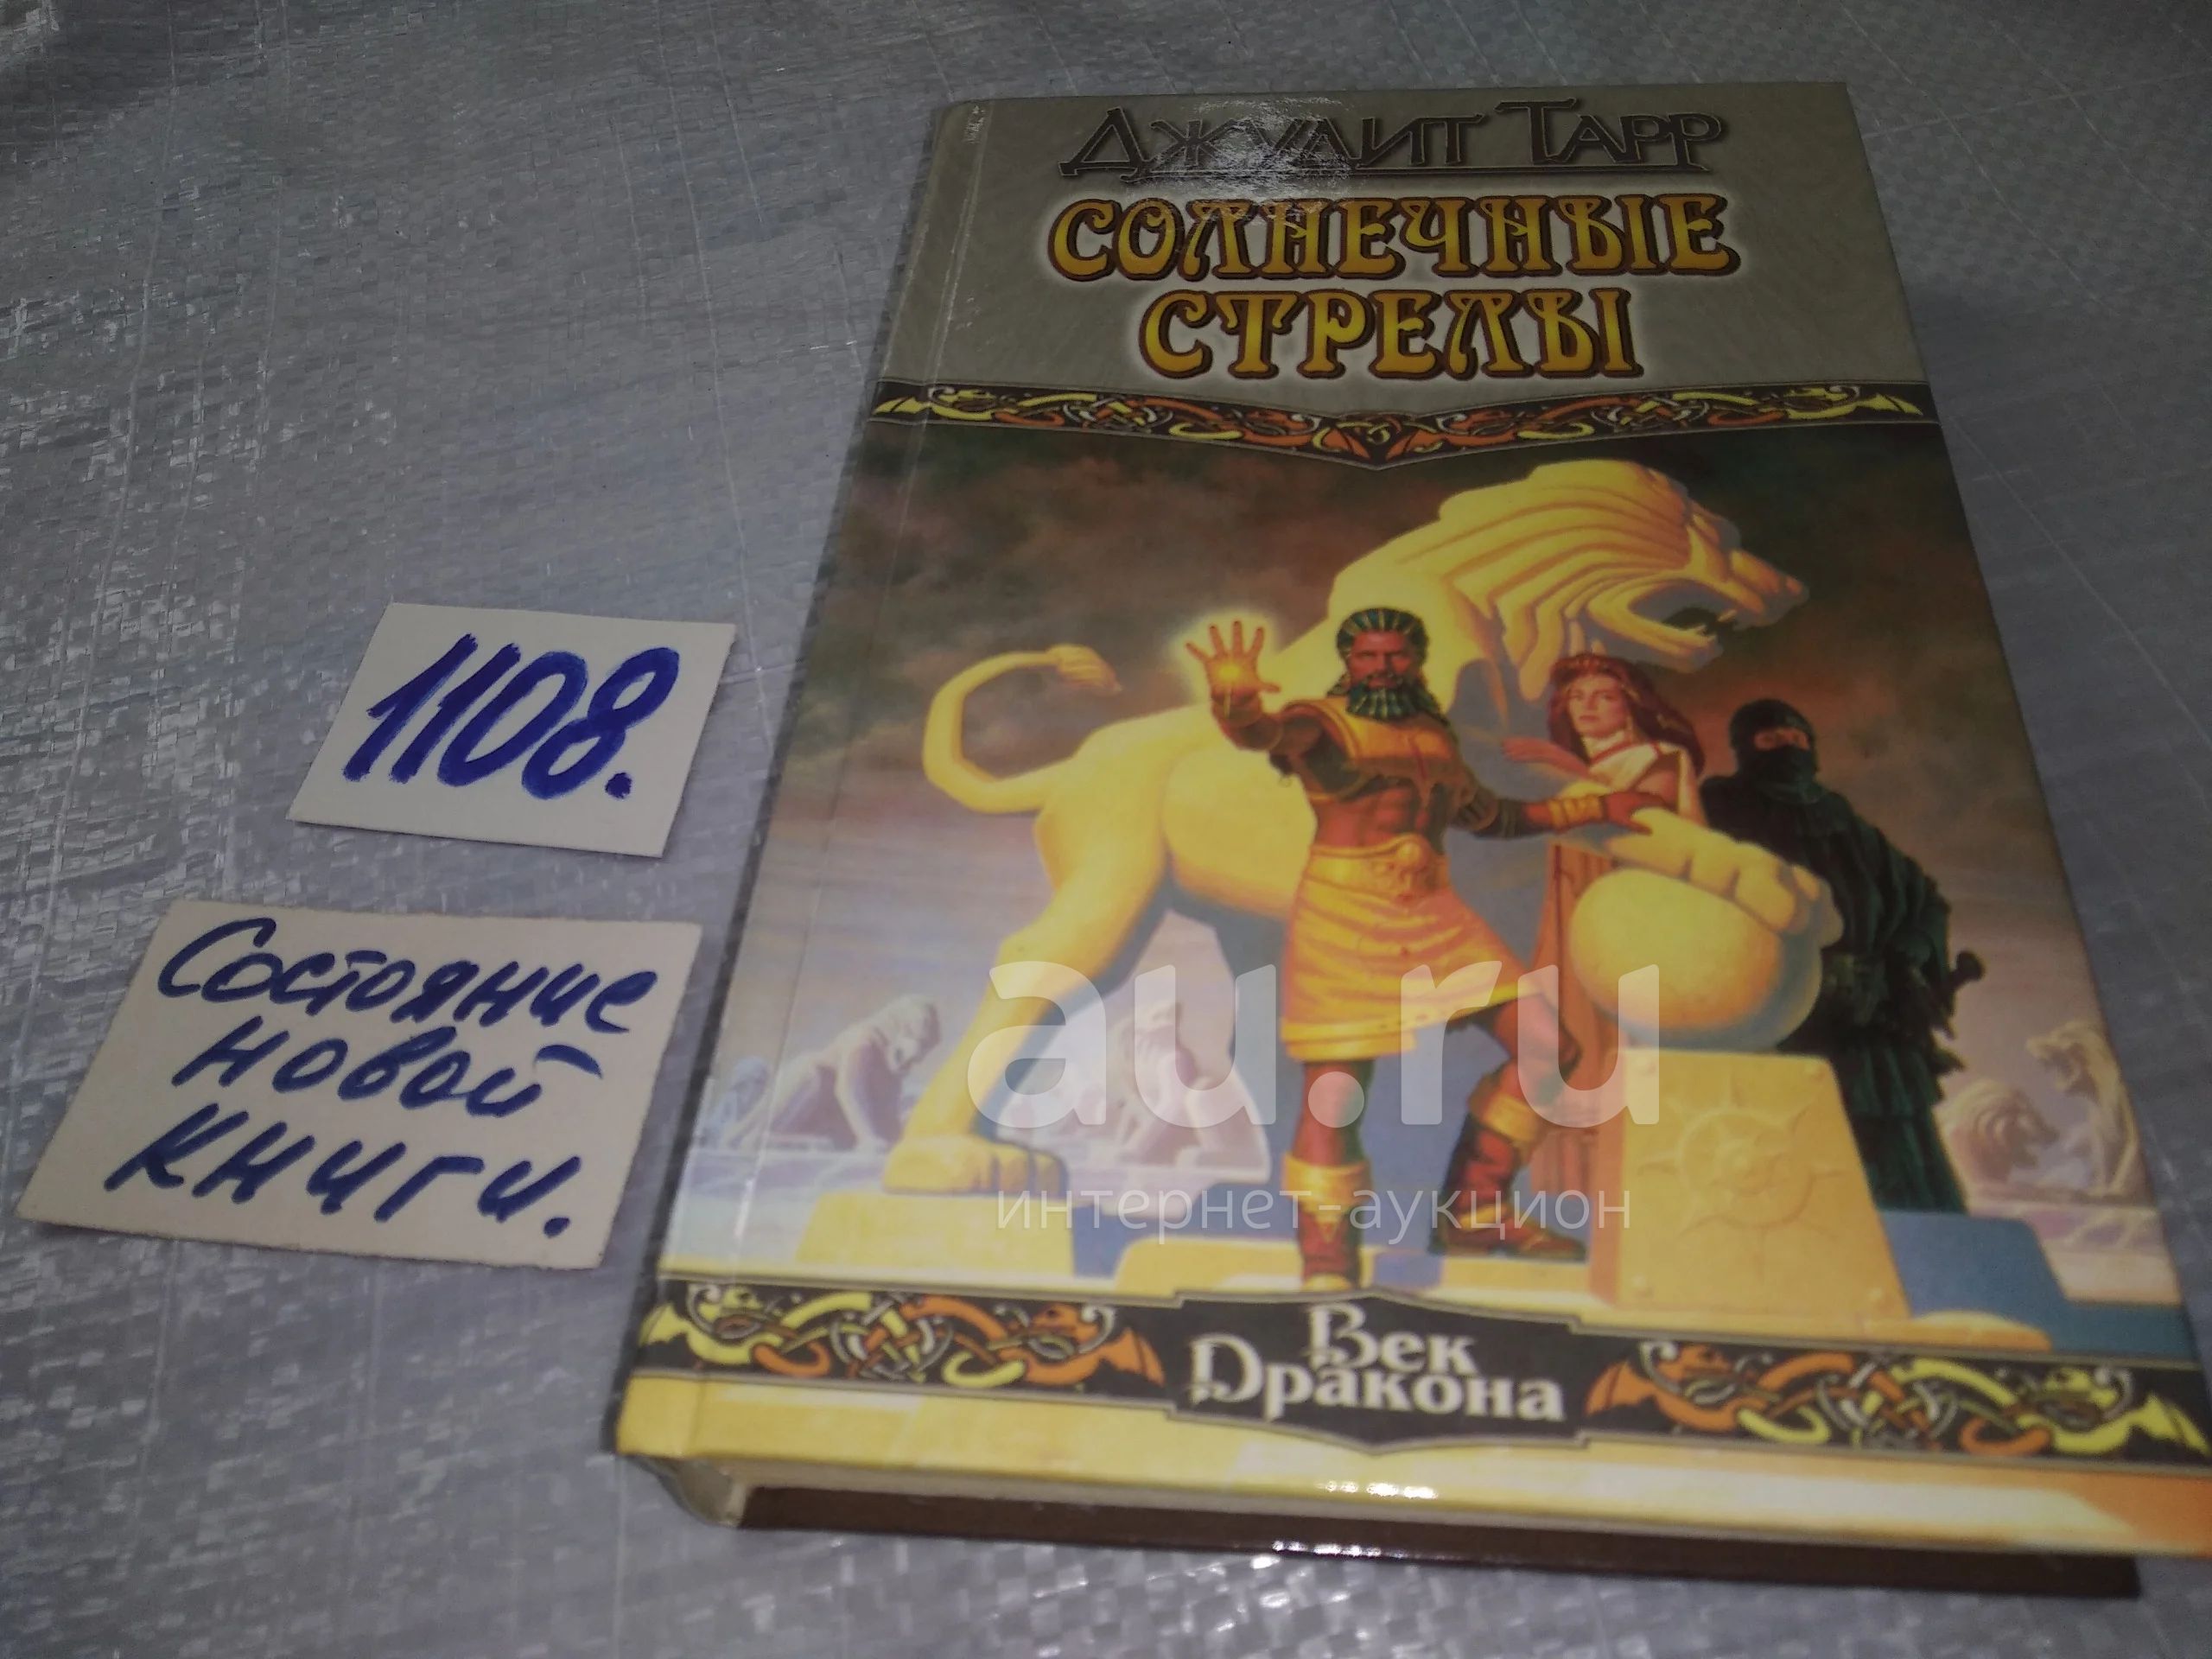 Джудит Тарр
Солнечные
стрелы
1108.
Состояние
новой
книги.
au.ru
интернет-аукцион
Век
Дракона